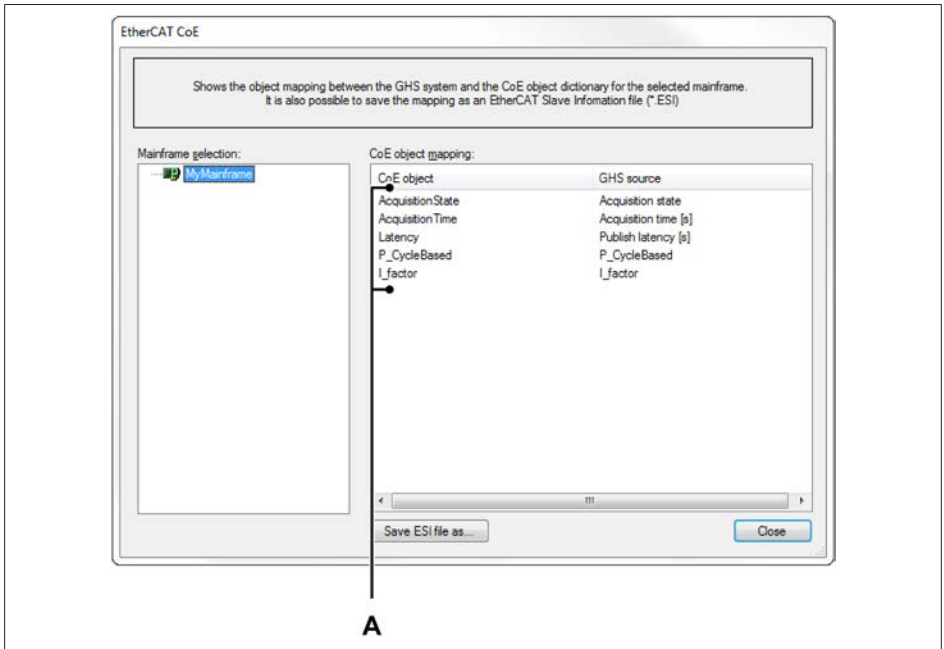 EtherCAT CoE
Shows the object mapping between the GHS system and the CoE object dictionary for the selected mainframe.
It is also possible to save the mapping as an EtherCAT Slave Infomation file (*.ESI)
Mainframe selection:
MyMainframe
CoE object mapping:
CoE object GHS source
AcquisitionState Acquisition state
AcquisitionTime Acquisition time [s]
Latency Publish latency [s]
P_CycleBased P_CycleBased
I_factor I_factor
Save ESI file as... Close
A